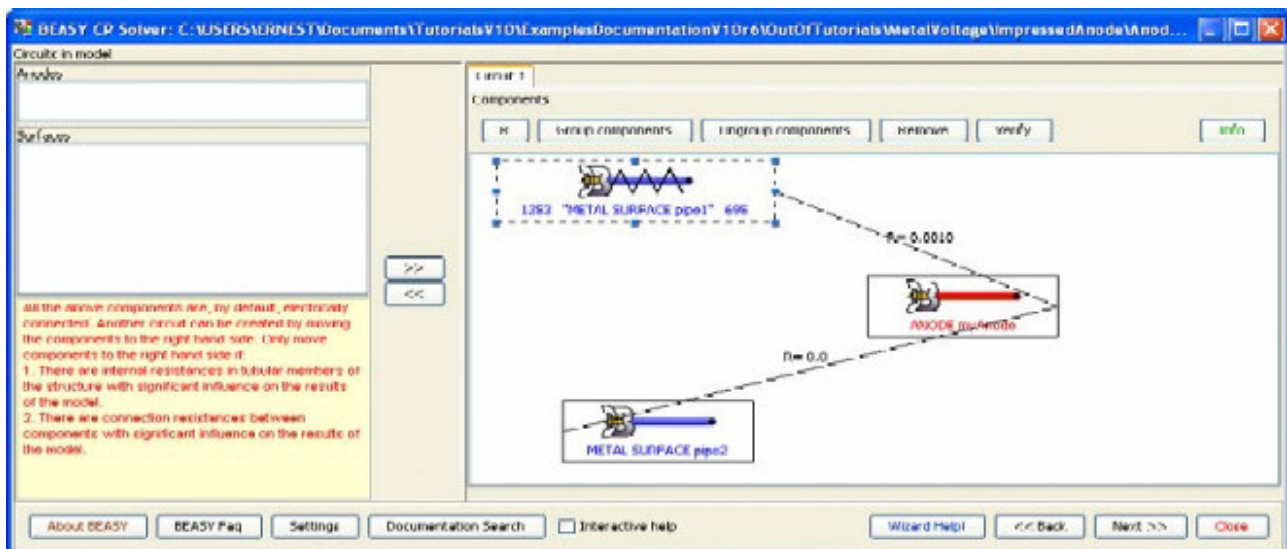 BEASY CP Solver: C:\USERS\ERNEST\Documents\TutorialsV10\ExamplesDocumentationV10r6\OutOfTutorials\MetalVoltage\ImpressedAnode\Anod...
Circuits in model
Anodes
Surfaces
All the above components are, by default, electrically
connected. Another circuit can be created by moving
the components to the right hand side. Only move
components to the right hand side if:
1. There are internal resistances in tubular members of
the structure with significant influence on the results
of the model.
2. There are connection resistances between
components with significant influence on the results of
the model.
>>
<<
Circuit 1
Components
R Group components Ungroup components Remove Verify Info
1253 "METAL SURFACE pipe1" 695
R= 0.0010
ANODE myAnode
R= 0.0
METAL SURFACE pipe2
About BEASY BEASY Faq Settings Documentation Search Interactive help Wizard Help! << Back Next >> Close